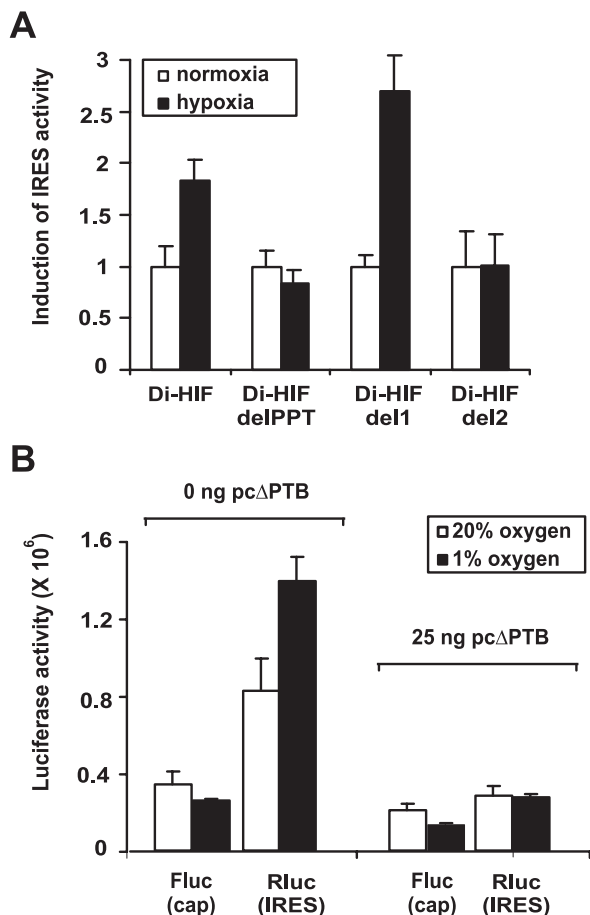 A
Induction of IRES activity
3
2.5
2
1.5
1
0.5
0
normoxia
hypoxia
Di-HIF
Di-HIF
delPPT
Di-HIF
del1
Di-HIF
del2
B
0 ng pcΔPTB
20% oxygen
1% oxygen
25 ng pcΔPTB
Luciferase activity (X 10⁶)
1.6
1.2
0.8
0.4
0
Fluc
(cap)
Rluc
(IRES)
Fluc
(cap)
Rluc
(IRES)